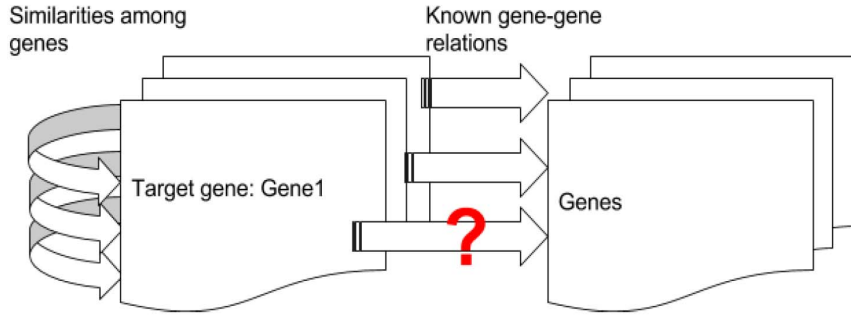 Similarities among
genes
Known gene-gene
relations
Target gene: Gene1
?
Genes